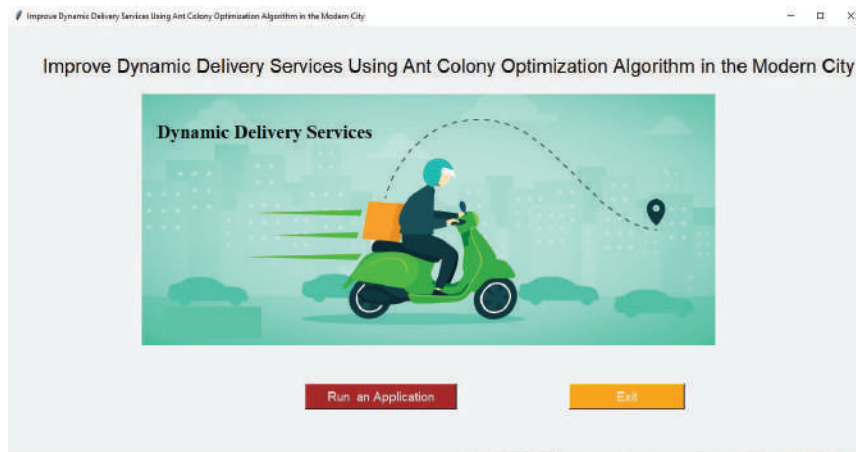 Improve Dynamic Delivery Services Using Ant Colony Optimization Algorithm in the Modern City
Improve Dynamic Delivery Services Using Ant Colony Optimization Algorithm in the Modern City
Dynamic Delivery Services
Run an Application
Exit